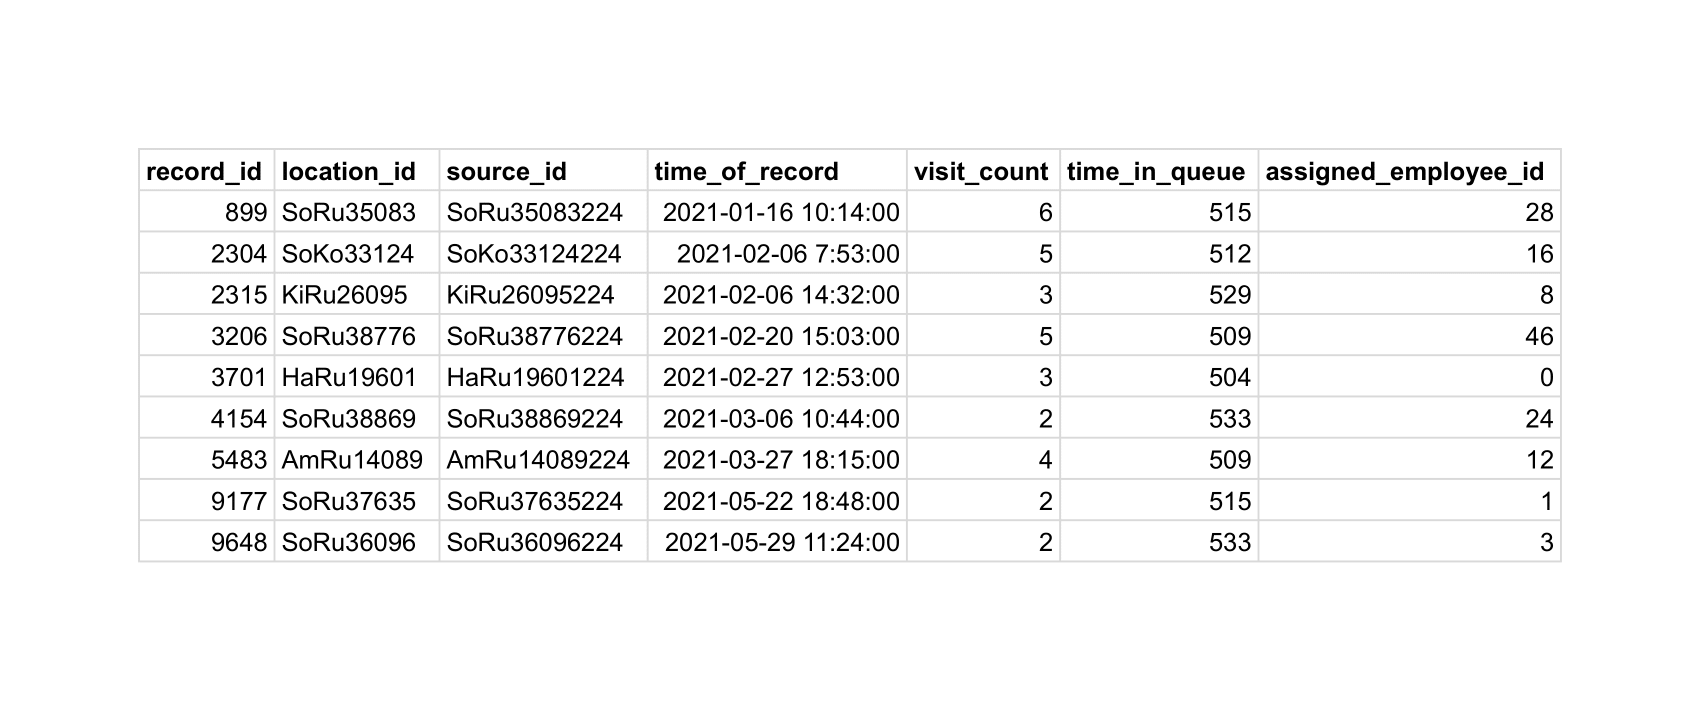 record_id location_id source_id time_of_record visit_count time_in_queue assigned_employee_id
899 SoRu35083 SoRu35083224 2021-01-16 10:14:00 6 515 28
2304 SoKo33124 SoKo33124224 2021-02-06 7:53:00 5 512 16
2315 KiRu26095 KiRu26095224 2021-02-06 14:32:00 3 529 8
3206 SoRu38776 SoRu38776224 2021-02-20 15:03:00 5 509 46
3701 HaRu19601 HaRu19601224 2021-02-27 12:53:00 3 504 0
4154 SoRu38869 SoRu38869224 2021-03-06 10:44:00 2 533 24
5483 AmRu14089 AmRu14089224 2021-03-27 18:15:00 4 509 12
9177 SoRu37635 SoRu37635224 2021-05-22 18:48:00 2 515 1
9648 SoRu36096 SoRu36096224 2021-05-29 11:24:00 2 533 3